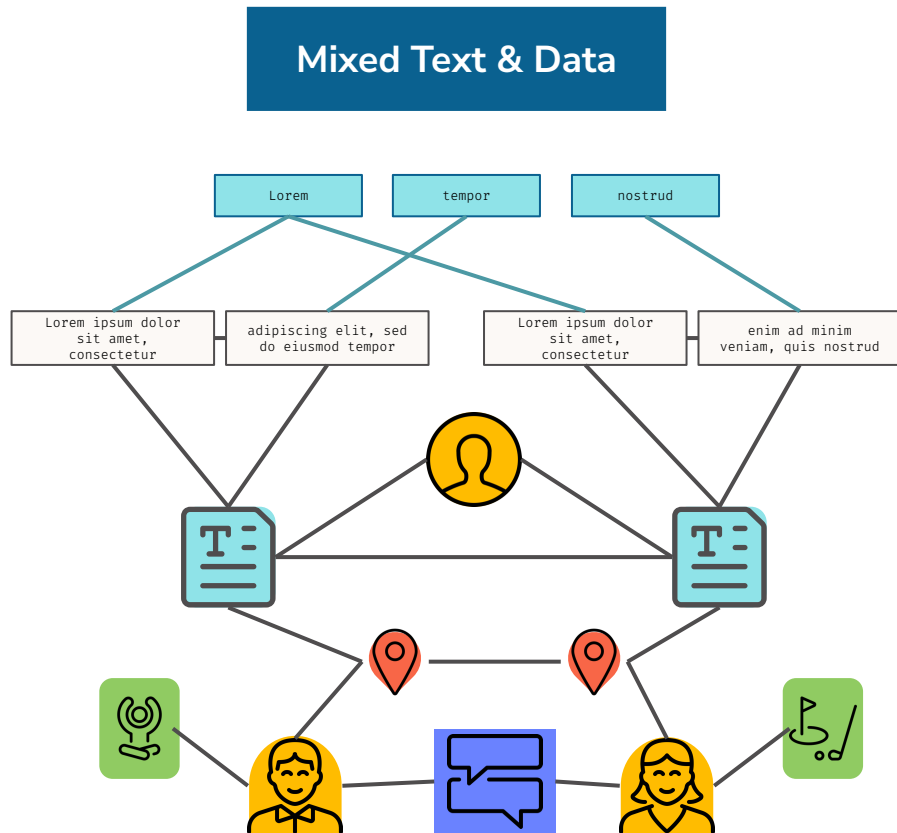 Mixed Text & Data
Lorem
tempor
nostrud
Lorem ipsum dolor
sit amet,
consectetur
adipiscing elit, sed
do eiusmod tempor
Lorem ipsum dolor
sit amet,
consectetur
enim ad minim
veniam, quis nostrud
T
T